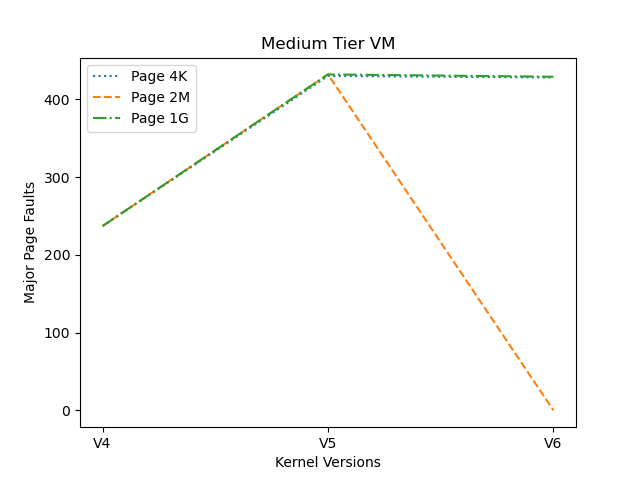 Medium Tier VM
Page 4K
Page 2M
Page 1G
400
300
200
100
0
Major Page Faults
V4 V5 V6
Kernel Versions